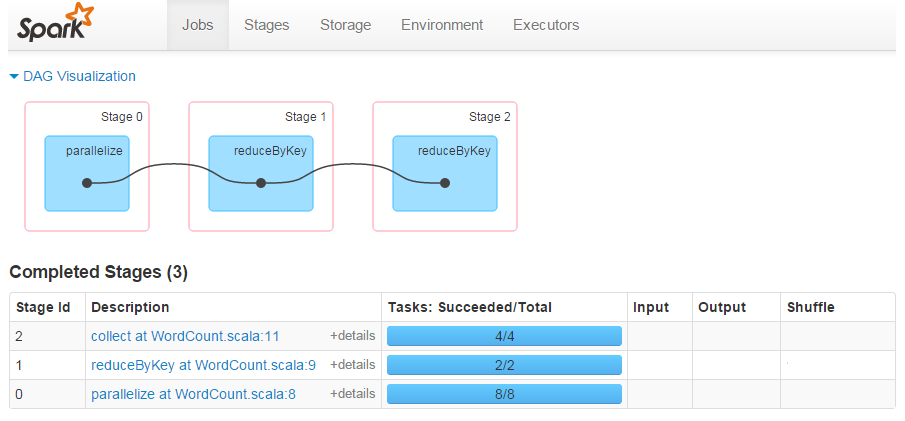 Spark Jobs Stages Storage Environment Executors
DAG Visualization
Stage 0 Stage 1 Stage 2
parallelize reduceByKey reduceByKey
Completed Stages (3)
Stage Id Description Tasks: Succeeded/Total Input Output Shuffle
2 collect at WordCount.scala:11 +details 4/4
1 reduceByKey at WordCount.scala:9 +details 2/2
0 parallelize at WordCount.scala:8 +details 8/8